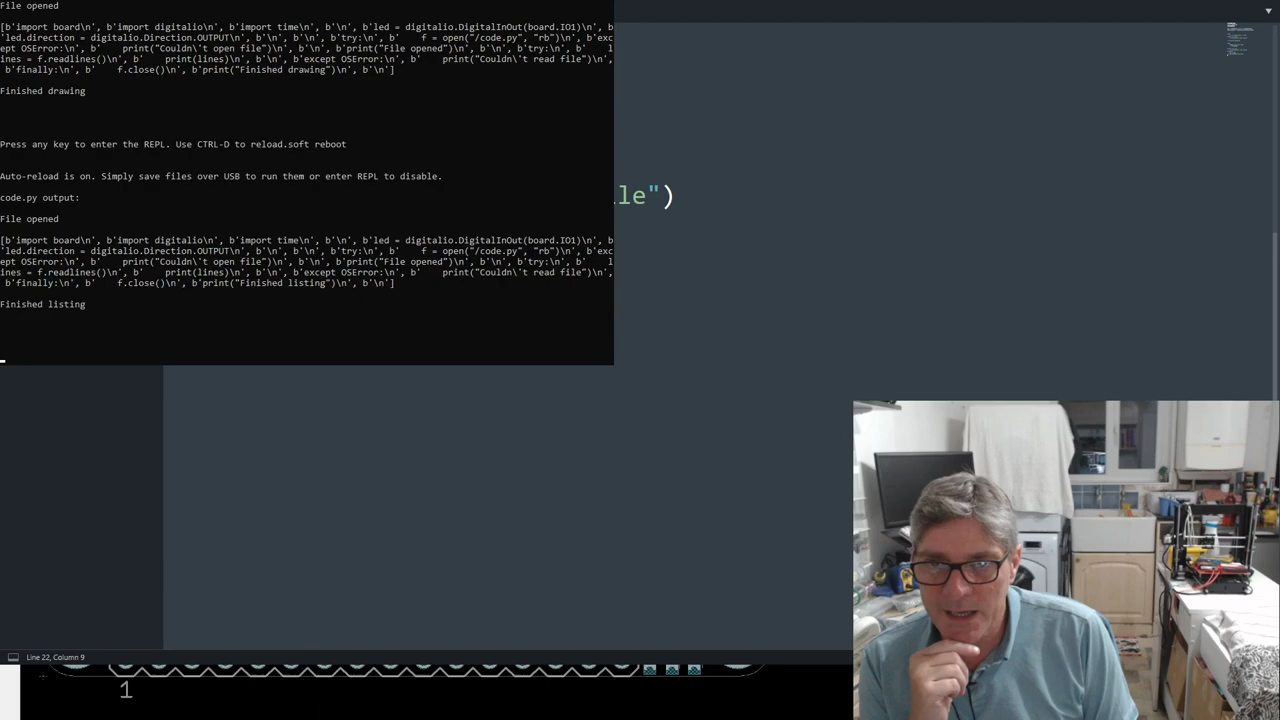 File opened
[b'import board\n', b'import digitalio\n', b'import time\n', b'\n', b'led = digitalio.DigitalInOut(board.IO1)\n', b
'led.direction = digitalio.Direction.OUTPUT\n', b'\n', b'try:\n', b'    f = open("/code.py", "rb")\n', b'exc
ept OSError:\n', b'    print("Couldn\'t open file")\n', b'\n', b'print("File opened")\n', b'\n', b'try:\n', b'    l
ines = f.readlines()\n', b'    print(lines)\n', b'\n', b'except OSError:\n', b'    print("Couldn\'t read file")\n',
 b'finally:\n', b'    f.close()\n', b'print("Finished drawing")\n', b'\n']
Finished drawing
Press any key to enter the REPL. Use CTRL-D to reload.soft reboot
Auto-reload is on. Simply save files over USB to run them or enter REPL to disable.
code.py output:
le")
File opened
[b'import board\n', b'import digitalio\n', b'import time\n', b'\n', b'led = digitalio.DigitalInOut(board.IO1)\n', b
'led.direction = digitalio.Direction.OUTPUT\n', b'\n', b'try:\n', b'    f = open("/code.py", "rb")\n', b'exc
ept OSError:\n', b'    print("Couldn\'t open file")\n', b'\n', b'print("File opened")\n', b'\n', b'try:\n', b'    l
ines = f.readlines()\n', b'    print(lines)\n', b'\n', b'except OSError:\n', b'    print("Couldn\'t read file")\n',
 b'finally:\n', b'    f.close()\n', b'print("Finished listing")\n', b'\n']
Finished listing
Line 22, Column 9
1